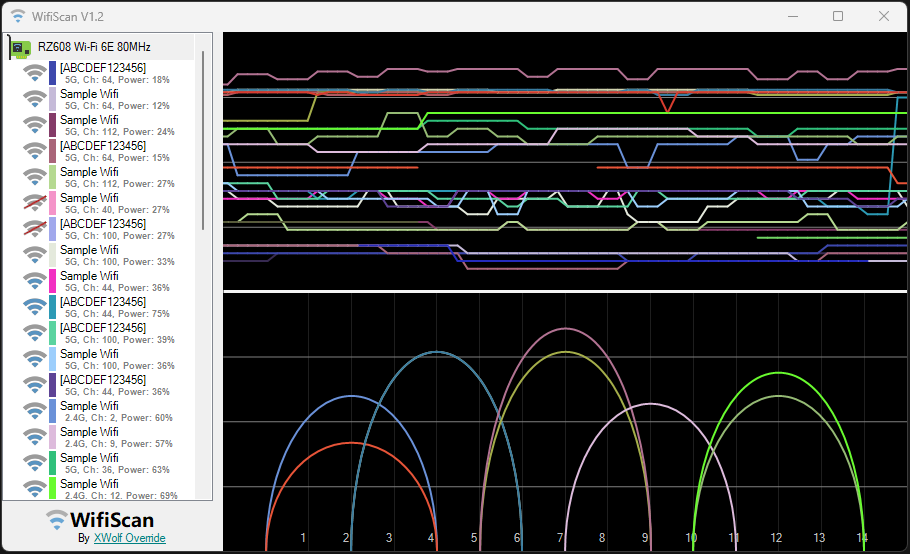 WifiScan V1.2
RZ608 Wi-Fi 6E 80MHz
[ABCDEF123456]
5G, Ch: 64, Power: 18%
Sample Wifi
5G, Ch: 64, Power: 12%
Sample Wifi
5G, Ch: 112, Power: 24%
[ABCDEF123456]
5G, Ch: 64, Power: 15%
Sample Wifi
5G, Ch: 112, Power: 27%
Sample Wifi
5G, Ch: 40, Power: 27%
[ABCDEF123456]
5G, Ch: 100, Power: 27%
Sample Wifi
5G, Ch: 100, Power: 33%
Sample Wifi
5G, Ch: 44, Power: 36%
[ABCDEF123456]
5G, Ch: 44, Power: 75%
[ABCDEF123456]
5G, Ch: 100, Power: 39%
Sample Wifi
5G, Ch: 100, Power: 36%
[ABCDEF123456]
5G, Ch: 44, Power: 36%
Sample Wifi
2.4G, Ch: 2, Power: 60%
Sample Wifi
2.4G, Ch: 9, Power: 57%
Sample Wifi
5G, Ch: 36, Power: 63%
Sample Wifi
2.4G, Ch: 12, Power: 69%
WifiScan
By XWolf Override
1 2 3 4 5 6 7 8 9 10 11 12 13 14